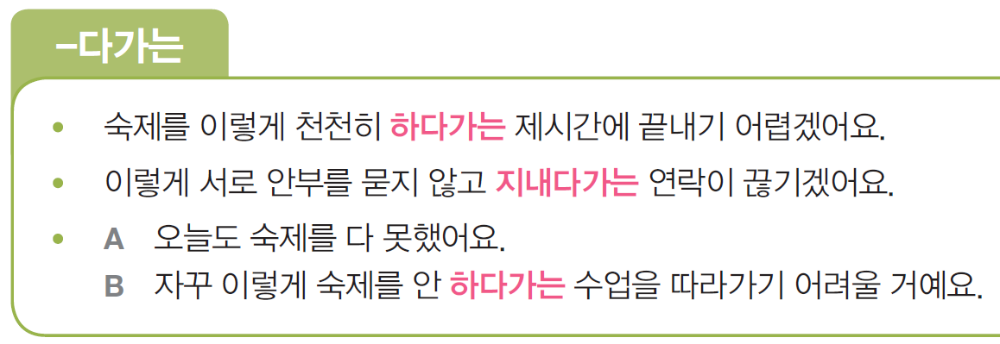 –다가는
• 숙제를 이렇게 천천히 하다가는 제시간에 끝내기 어렵겠어요.
• 이렇게 서로 안부를 묻지 않고 지내다가는 연락이 끊기겠어요.
• A 오늘도 숙제를 다 못했어요.
B 자꾸 이렇게 숙제를 안 하다가는 수업을 따라가기 어려울 거예요.